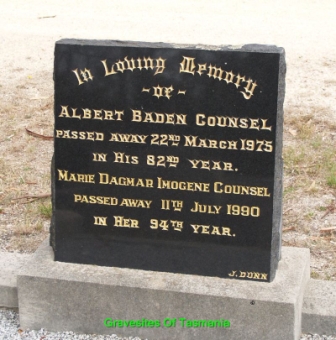 In Loving Memory
- OF -
ALBERT BADEN COUNSEL
PASSED AWAY 22ND MARCH 1975
IN HIS 82ND YEAR.
MARIE DAGMAR IMOGENE COUNSEL
PASSED AWAY 11TH JULY 1990
IN HER 94TH YEAR.
J. DUNN
Gravesites Of Tasmania